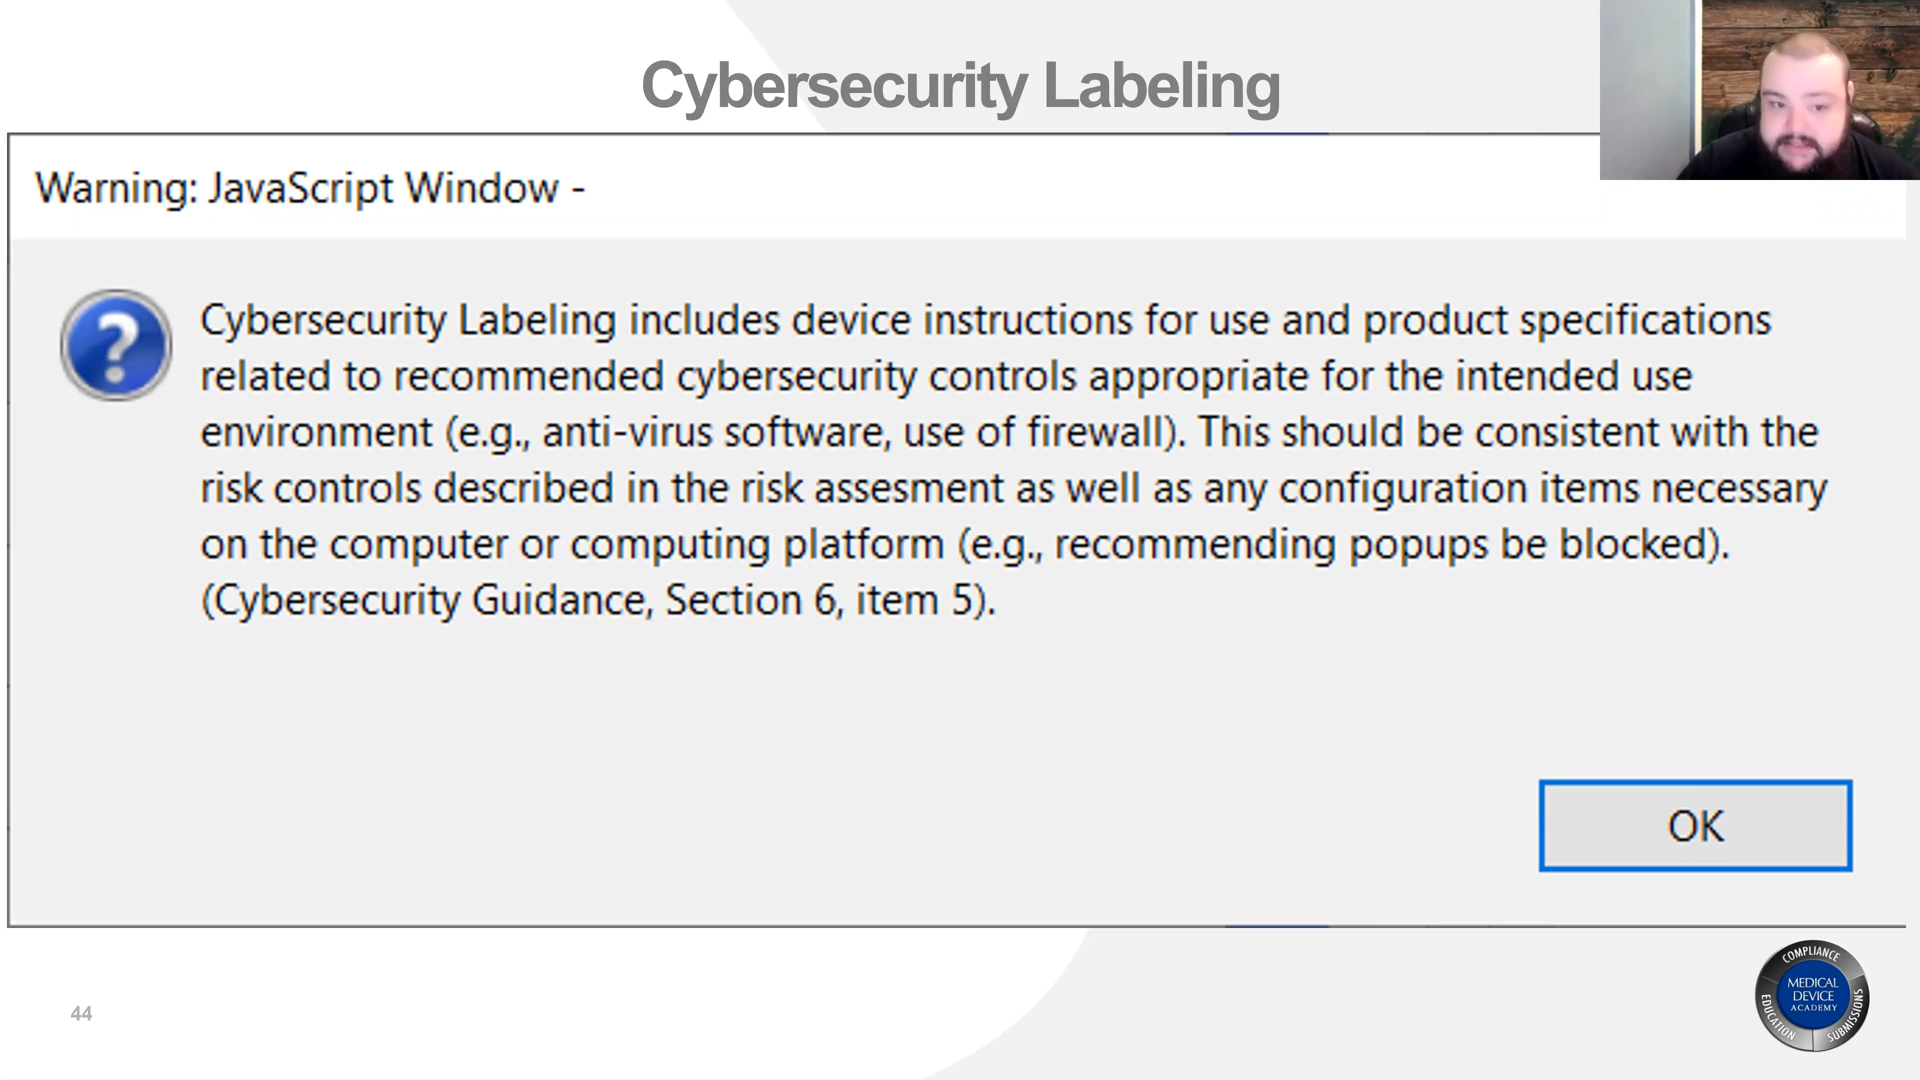 Cybersecurity Labeling
Warning: JavaScript Window -
Cybersecurity Labeling includes device instructions for use and product specifications
related to recommended cybersecurity controls appropriate for the intended use
environment (e.g., anti-virus software, use of firewall). This should be consistent with the
risk controls described in the risk assesment as well as any configuration items necessary
on the computer or computing platform (e.g., recommending popups be blocked).
(Cybersecurity Guidance, Section 6, item 5).
OK
44
COMPLIANCE
MEDICAL
DEVICE
ACADEMY
EDUCATION
SUBMISSIONS